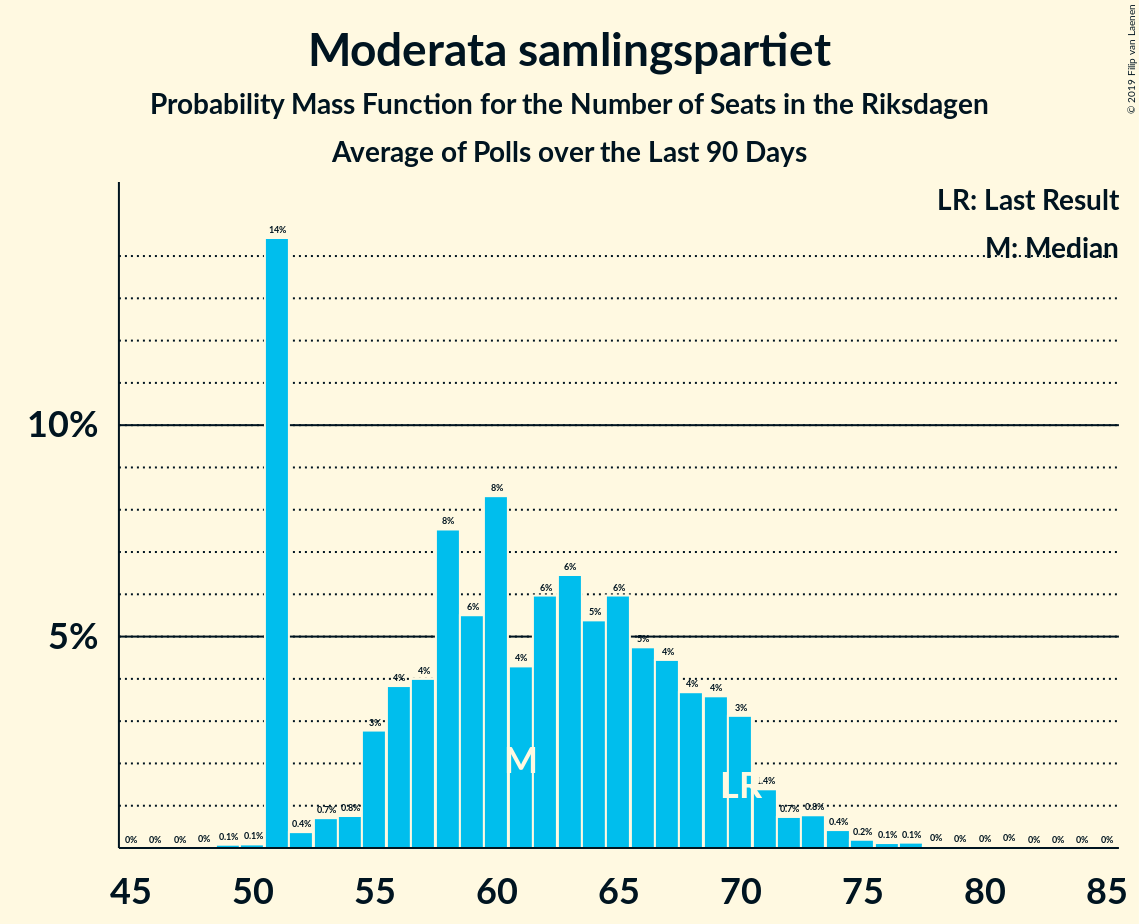 Moderata samlingspartiet
Probability Mass Function for the Number of Seats in the Riksdagen
Average of Polls over the Last 90 Days
© 2019 Filip van Laenen
LR: Last Result
M: Median
10%
5%
0% 0% 0% 0% 0.1% 0.1% 14% 0.4% 0.7% 0.8% 3% 4% 4% 8% 6% 8% 4% 6% 6% 5% 6% 5% 4% 4% 4% 3% 1.4% 0.7% 0.8% 0.4% 0.2% 0.1% 0.1% 0% 0% 0% 0% 0% 0% 0% 0%
M
LR
45 50 55 60 65 70 75 80 85